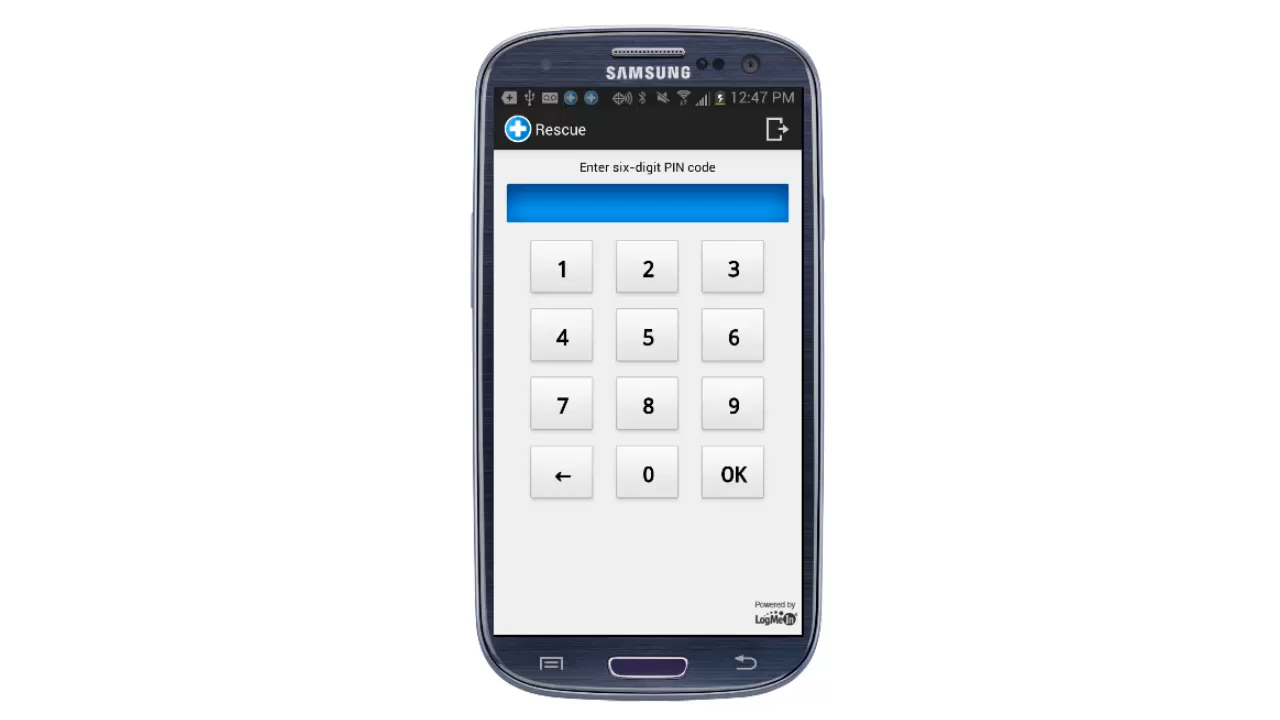 SAMSUNG
12:47 PM
Rescue
Enter six-digit PIN code
1 2 3
4 5 6
7 8 9
← 0 OK
Powered by
LogMeIn